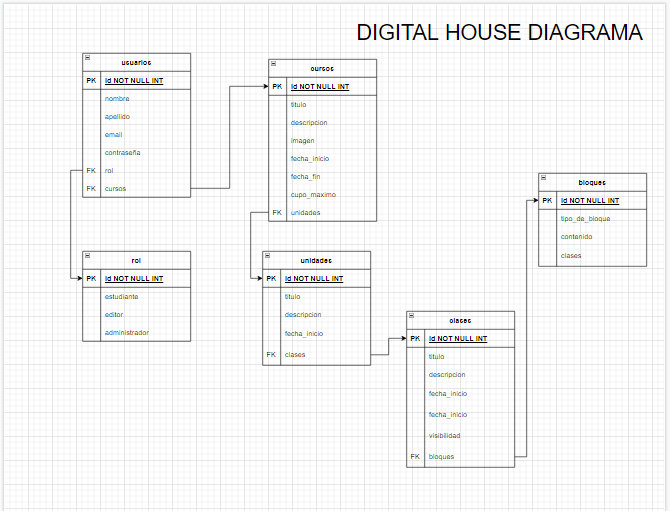 DIGITAL HOUSE DIAGRAMA
usuarios
PK Id NOT NULL INT
nombre
apellido
email
contraseña
FK rol
FK cursos
cursos
PK Id NOT NULL INT
titulo
descripcion
imagen
fecha_inicio
fecha_fin
cupo_maximo
FK unidades
bloques
PK Id NOT NULL INT
tipo_de_bloque
contenido
clases
rol
PK Id NOT NULL INT
estudiante
editor
administrador
unidades
PK Id NOT NULL INT
titulo
descripcion
fecha_inicio
FK clases
clases
PK Id NOT NULL INT
titulo
descripcion
fecha_inicio
fecha_inicio
visibilidad
FK bloques